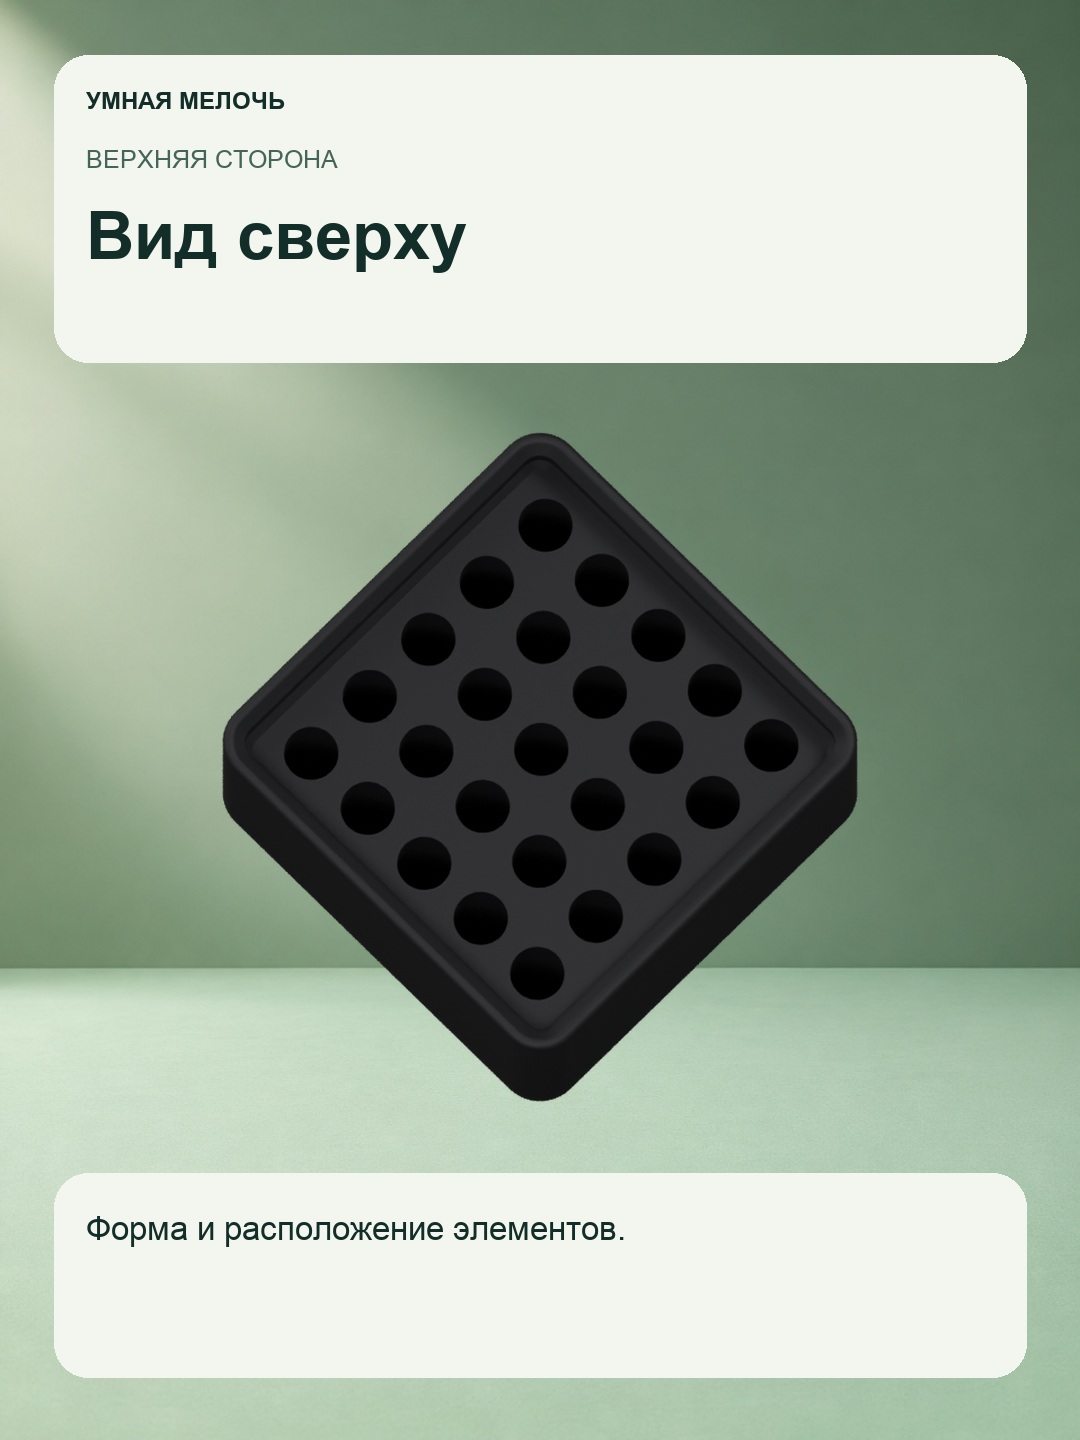 УМНАЯ МЕЛОЧЬ
ВЕРХНЯЯ СТОРОНА
Вид сверху
Форма и расположение элементов.